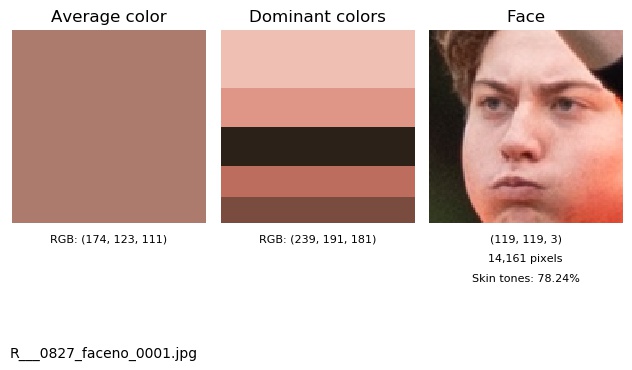 Average color
Dominant colors
Face
RGB: (174, 123, 111)
RGB: (239, 191, 181)
(119, 119, 3)
14,161 pixels
Skin tones: 78.24%
R___0827_faceno_0001.jpg